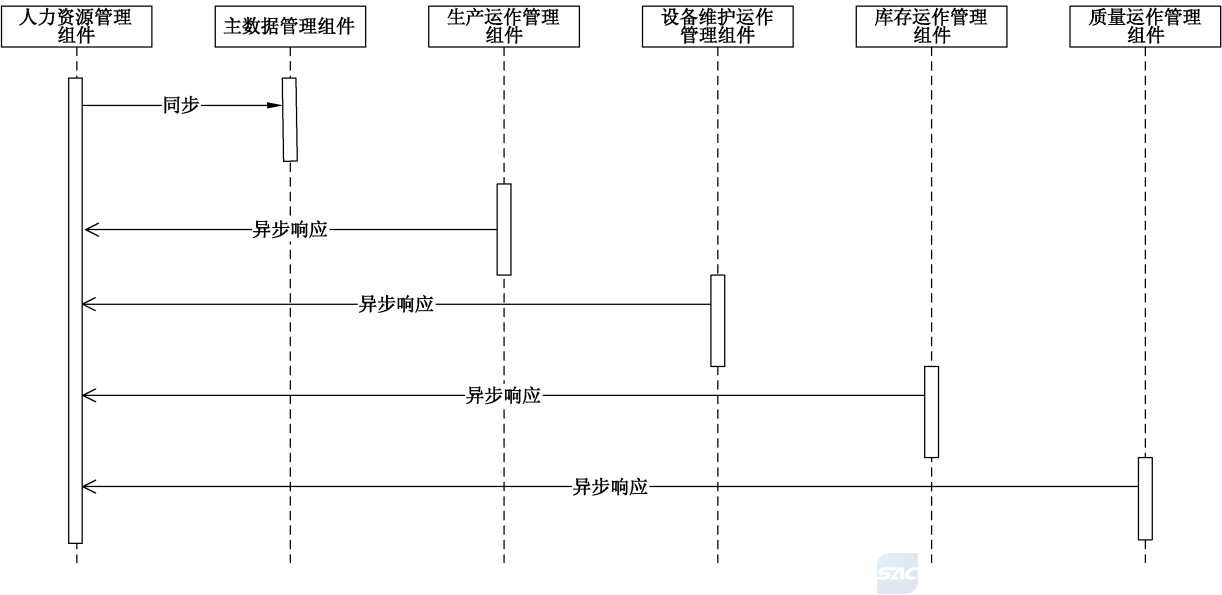 人力资源管理
组件
主数据管理组件
生产运作管理
组件
设备维护运作
管理组件
库存运作管理
组件
质量运作管理
组件
同步
异步响应
异步响应
异步响应
异步响应
SAC